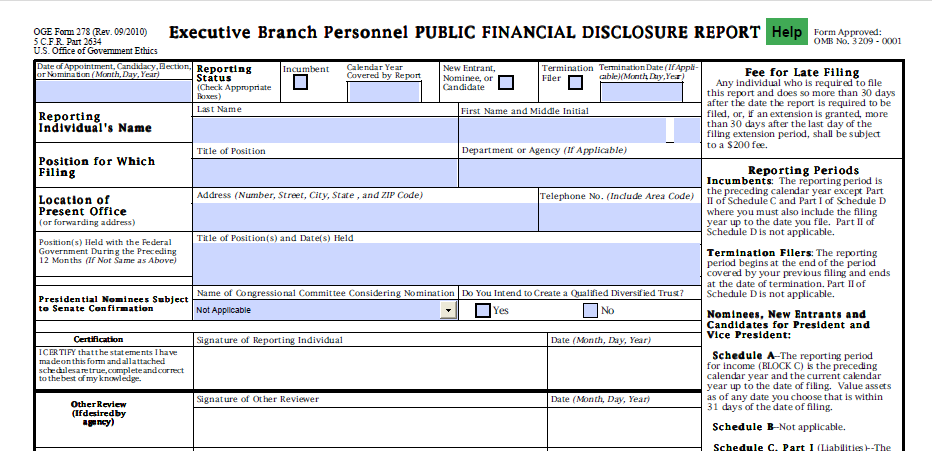 OGE Form 278 (Rev. 09/2010)
5 C.F.R. Part 2634
U.S. Office of Government Ethics
Executive Branch Personnel PUBLIC FINANCIAL DISCLOSURE REPORT
Help
Form Approved:
OMB No. 3209 - 0001
Date of Appointment, Candidacy, Election,
or Nomination (Month, Day, Year)
Reporting
Status
(Check Appropriate
Boxes)
Incumbent
Calendar Year
Covered by Report
New Entrant,
Nominee, or
Candidate
Termination
Filer
Termination Date (If Appli-
cable)(Month, Day, Year)
Reporting
Individual's Name
Last Name
First Name and Middle Initial
Position for Which
Filing
Title of Position
Department or Agency (If Applicable)
Location of
Present Office
(or forwarding address)
Address (Number, Street, City, State , and ZIP Code)
Telephone No. (Include Area Code)
Position(s) Held with the Federal
Government During the Preceding
12 Months (If Not Same as Above)
Title of Position(s) and Date(s) Held
Presidential Nominees Subject
to Senate Confirmation
Name of Congressional Committee Considering Nomination
Not Applicable
Do You Intend to Create a Qualified Diversified Trust?
Yes
No
Certification
I CERTIFY that the statements I have
made on this form and all attached
schedules are true, complete and correct
to the best of my knowledge.
Signature of Reporting Individual
Date (Month, Day, Year)
Other Review
(If desired by
agency)
Signature of Other Reviewer
Date (Month, Day, Year)
Fee for Late Filing
Any individual who is required to file
this report and does so more than 30 days
after the date the report is required to be
filed, or, if an extension is granted, more
than 30 days after the last day of the
filing extension period, shall be subject
to a $200 fee.
Reporting Periods
Incumbents: The reporting period is
the preceding calendar year except Part
II of Schedule C and Part I of Schedule D
where you must also include the filing
year up to the date you file. Part II of
Schedule D is not applicable.
Termination Filers: The reporting
period begins at the end of the period
covered by your previous filing and ends
at the date of termination. Part II of
Schedule D is not applicable.
Nominees, New Entrants and
Candidates for President and
Vice President:
Schedule A--The reporting period
for income (BLOCK C) is the preceding
calendar year and the current calendar
year up to the date of filing. Value assets
as of any date you choose that is within
31 days of the date of filing.
Schedule B--Not applicable.
Schedule C, Part I (Liabilities)--The